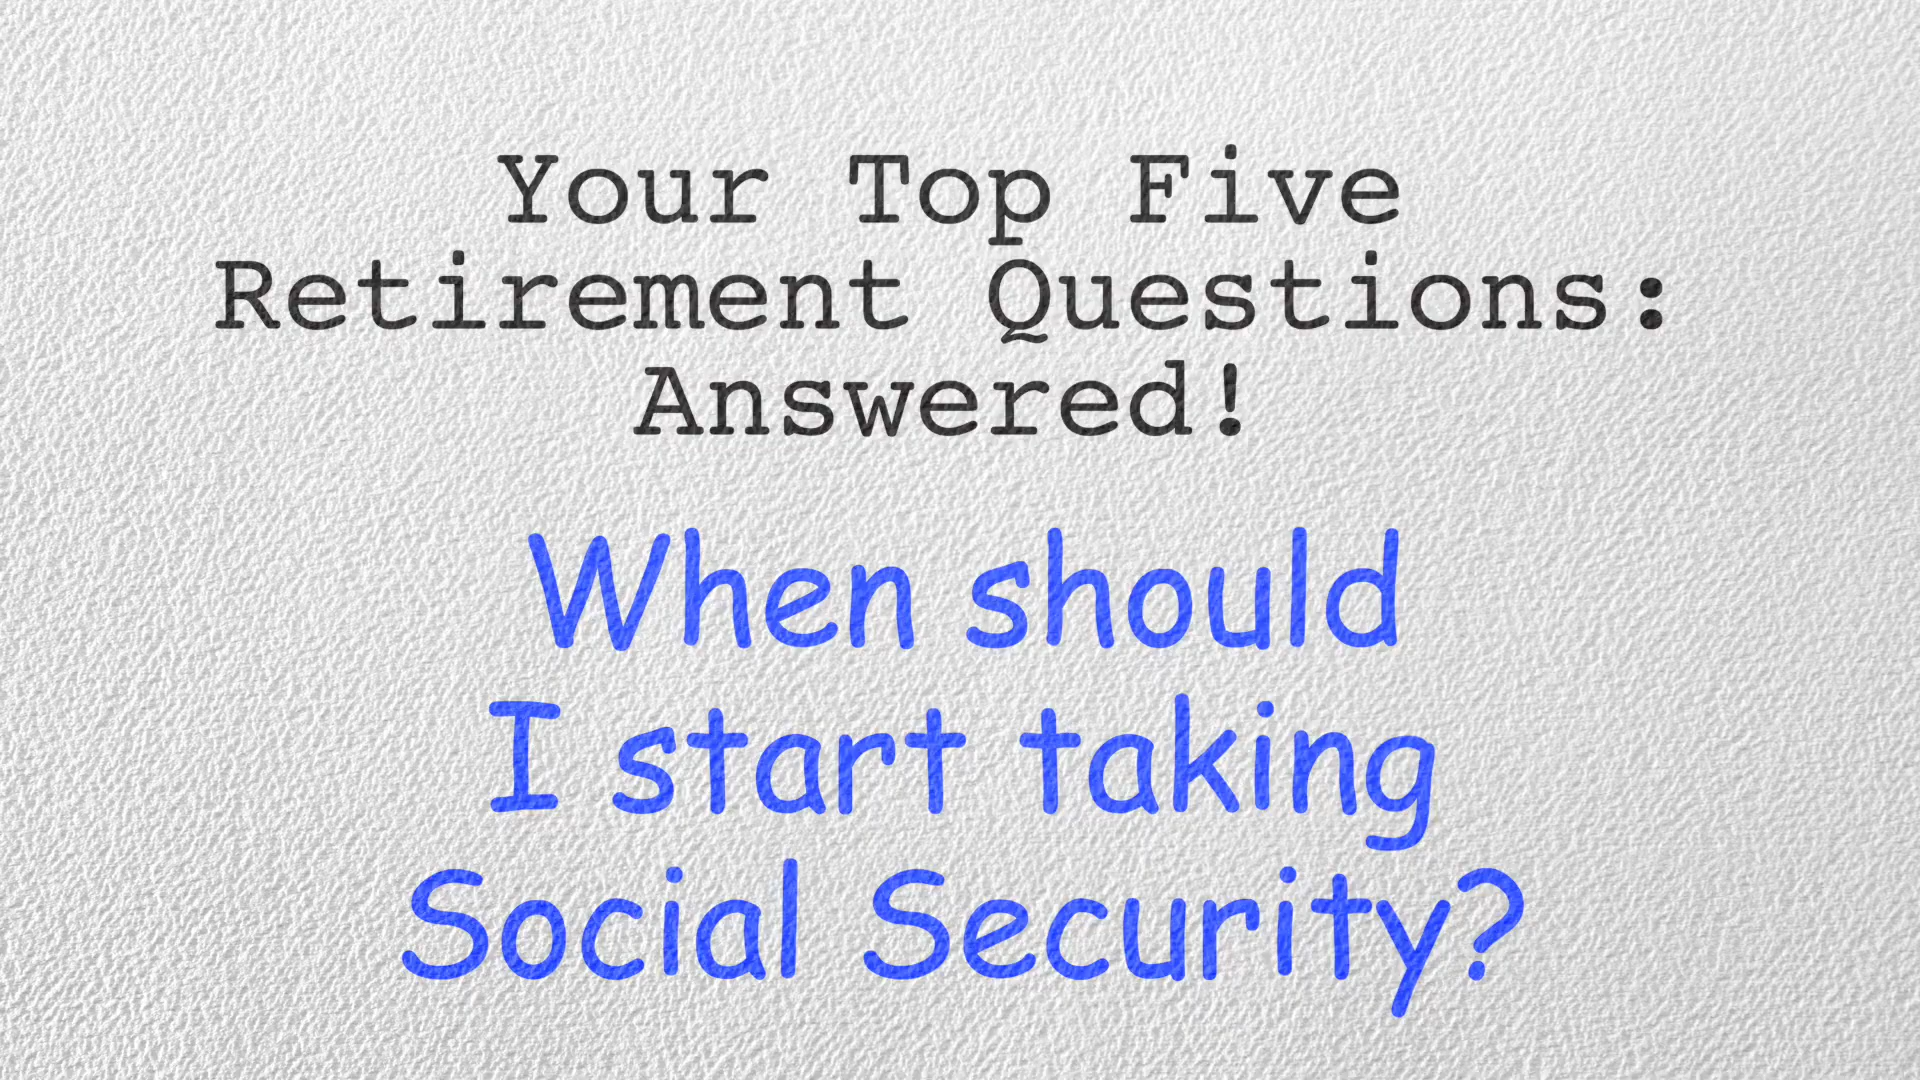 Your Top Five
Retirement Questions:
Answered!
When should
I start taking
Social Security?